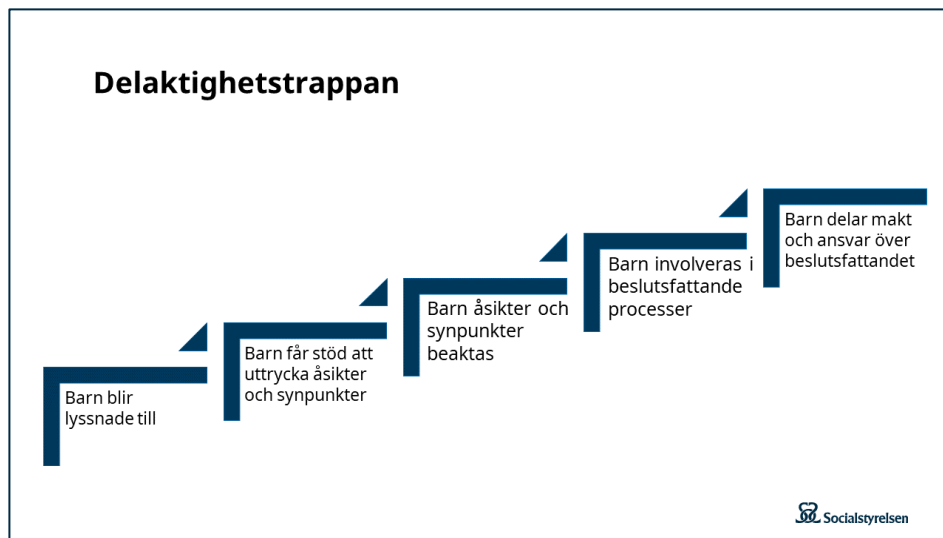 Delaktighetstrappan
Barn blir
lyssnade till
Barn får stöd att
uttrycka åsikter
och synpunkter
Barn åsikter och
synpunkter
beaktas
Barn involveras i
beslutsfattande
processer
Barn delar makt
och ansvar över
beslutsfattandet
Socialstyrelsen